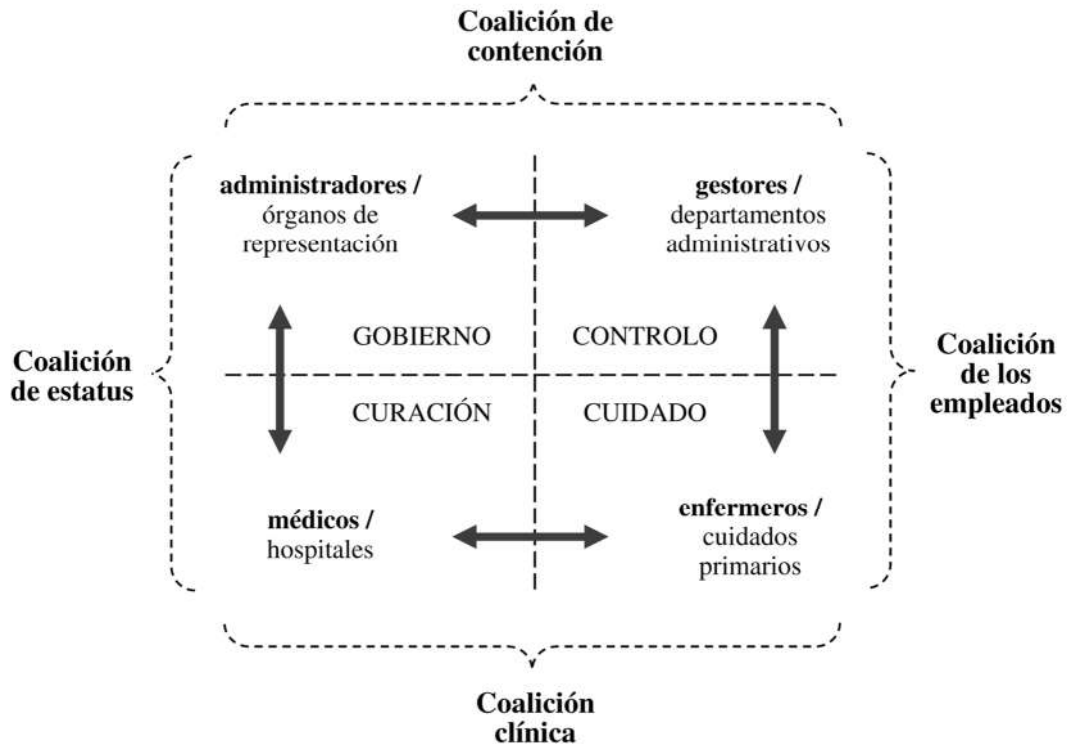 Coalición de
contención
administradores /
órganos de
representación
gestores /
departamentos
administrativos
GOBIERNO
CONTROLO
Coalición
de estatus
Coalición
de los
empleados
CURACIÓN
CUIDADO
médicos /
hospitales
enfermeros /
cuidados
primarios
Coalición
clínica